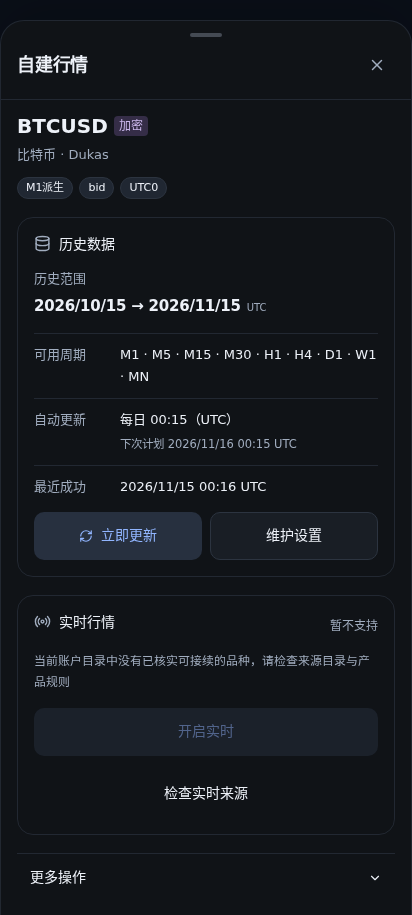 自建行情
BTCUSD 加密
比特币 · Dukas
M1派生 bid UTC0
历史数据
历史范围
2026/10/15 → 2026/11/15 UTC
可用周期 M1 · M5 · M15 · M30 · H1 · H4 · D1 · W1
· MN
自动更新 每日 00:15（UTC）
下次计划 2026/11/16 00:15 UTC
最近成功 2026/11/15 00:16 UTC
立即更新 维护设置
实时行情 暂不支持
当前账户目录中没有已核实可接续的品种，请检查来源目录与产
品规则
开启实时
检查实时来源
更多操作